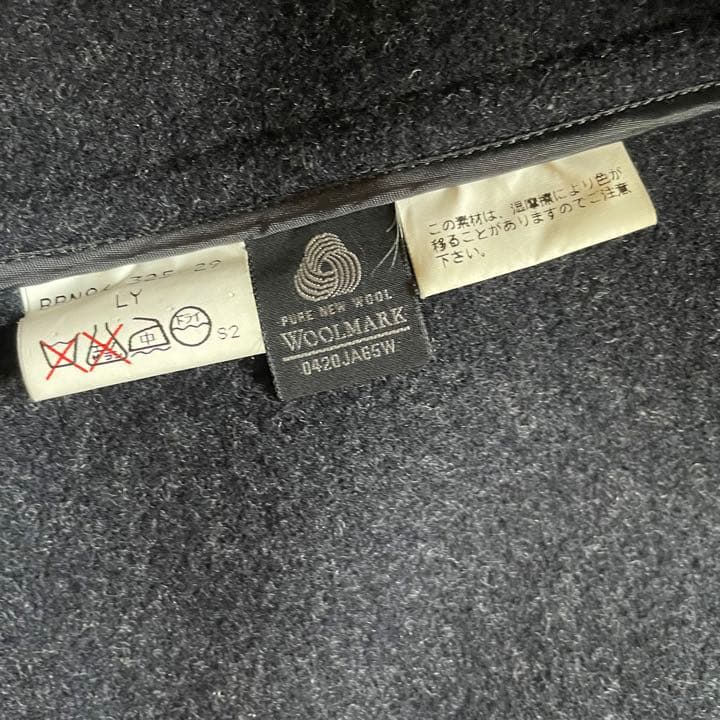 LY
中
ドライ
S2
PURE NEW WOOL
WOOLMARK
0420JA65W
この素材は、湿摩擦により色が
移ることがありますのでご注意
下さい。